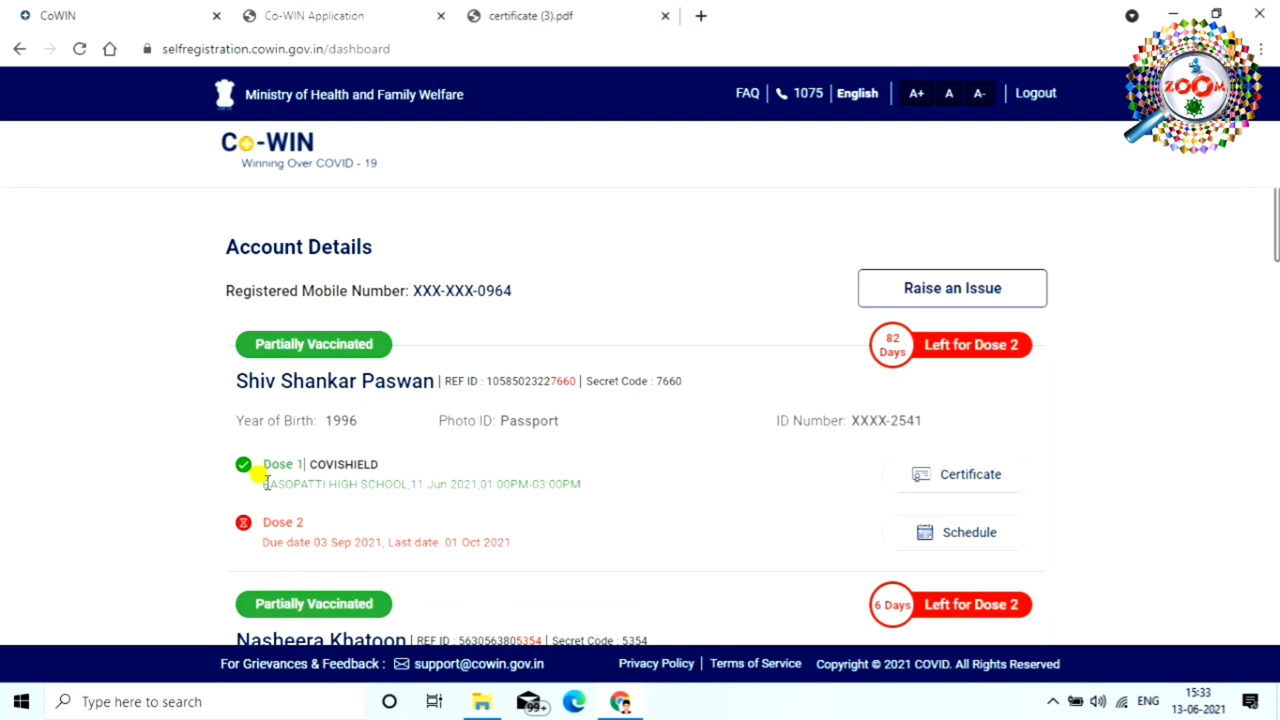 CoWIN
Co-WIN Application
certificate (3).pdf
selfregistration.cowin.gov.in/dashboard
ZOOM
Ministry of Health and Family Welfare
FAQ | 1075 | English | A+ A A- | Logout
Co-WIN
Winning Over COVID - 19
Account Details
Registered Mobile Number: XXX-XXX-0964
Raise an Issue
Partially Vaccinated
82 Days Left for Dose 2
Shiv Shankar Paswan | REF ID : 10585023227660 | Secret Code : 7660
Year of Birth: 1996 Photo ID: Passport ID Number: XXXX-2541
Dose 1| COVISHIELD
BASOPATTI HIGH SCHOOL,11 Jun 2021,01:00PM-03:00PM
Certificate
Dose 2
Due date 03 Sep 2021, Last date 01 Oct 2021
Schedule
Partially Vaccinated
6 Days Left for Dose 2
Nasheera Khatoon | REF ID : 5630563805354 | Secret Code : 5354
For Grievances & Feedback : support@cowin.gov.in Privacy Policy | Terms of Service Copyright © 2021 COVID. All Rights Reserved
Type here to search
99+
ENG
15:33
13-06-2021